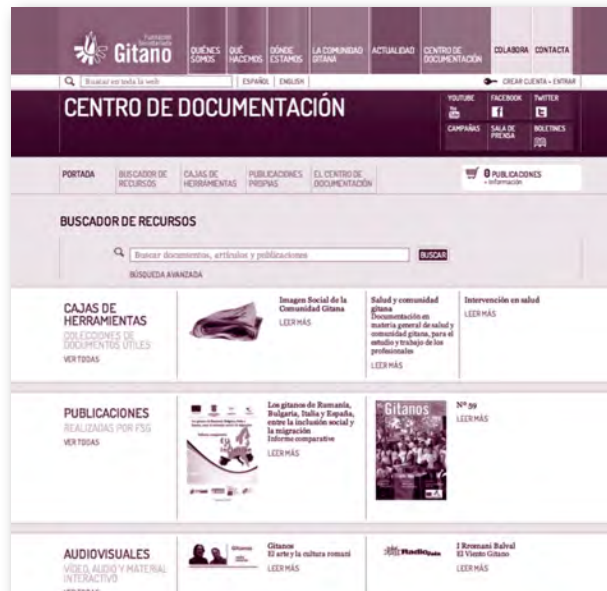 Fundación
Secretariado
Gitano
QUIÉNES SOMOS
QUÉ HACEMOS
DÓNDE ESTAMOS
LA COMUNIDAD GITANA
ACTUALIDAD
CENTRO DE DOCUMENTACIÓN
COLABORA
CONTACTA
Buscar en toda la web
ESPAÑOL
ENGLISH
CREAR CUENTA - ENTRAR
CENTRO DE DOCUMENTACIÓN
YOUTUBE
FACEBOOK
TWITTER
CAMPAÑAS
SALA DE PRENSA
BOLETINES
PORTADA
BUSCADOR DE RECURSOS
CAJAS DE HERRAMIENTAS
PUBLICACIONES PROPIAS
EL CENTRO DE DOCUMENTACIÓN
0 PUBLICACIONES
+ Información
BUSCADOR DE RECURSOS
Buscar documentos, artículos y publicaciones
BUSCAR
BÚSQUEDA AVANZADA
CAJAS DE
HERRAMIENTAS
COLECCIONES DE
DOCUMENTOS ÚTILES
VER TODAS
Imagen Social de la
Comunidad Gitana
LEER MÁS
Salud y comunidad
gitana
Documentación en
materia general de salud y
comunidad gitana, para el
estudio y trabajo de los
profesionales
LEER MÁS
Intervención en salud
LEER MÁS
PUBLICACIONES
REALIZADAS POR FSG
VER TODAS
Los gitanos de Rumanía,
Bulgaria, Italia y España,
entre la inclusión social y
la migración
Informe comparative
LEER MÁS
Gitanos
Nº 59
LEER MÁS
AUDIOVISUALES
VÍDEO, AUDIO Y MATERIAL
INTERACTIVO
VER TODAS
Gitanos
Gitanos
El arte y la cultura romaní
LEER MÁS
Radio
I Rromani Balval
El Viento Gitano
LEER MÁS